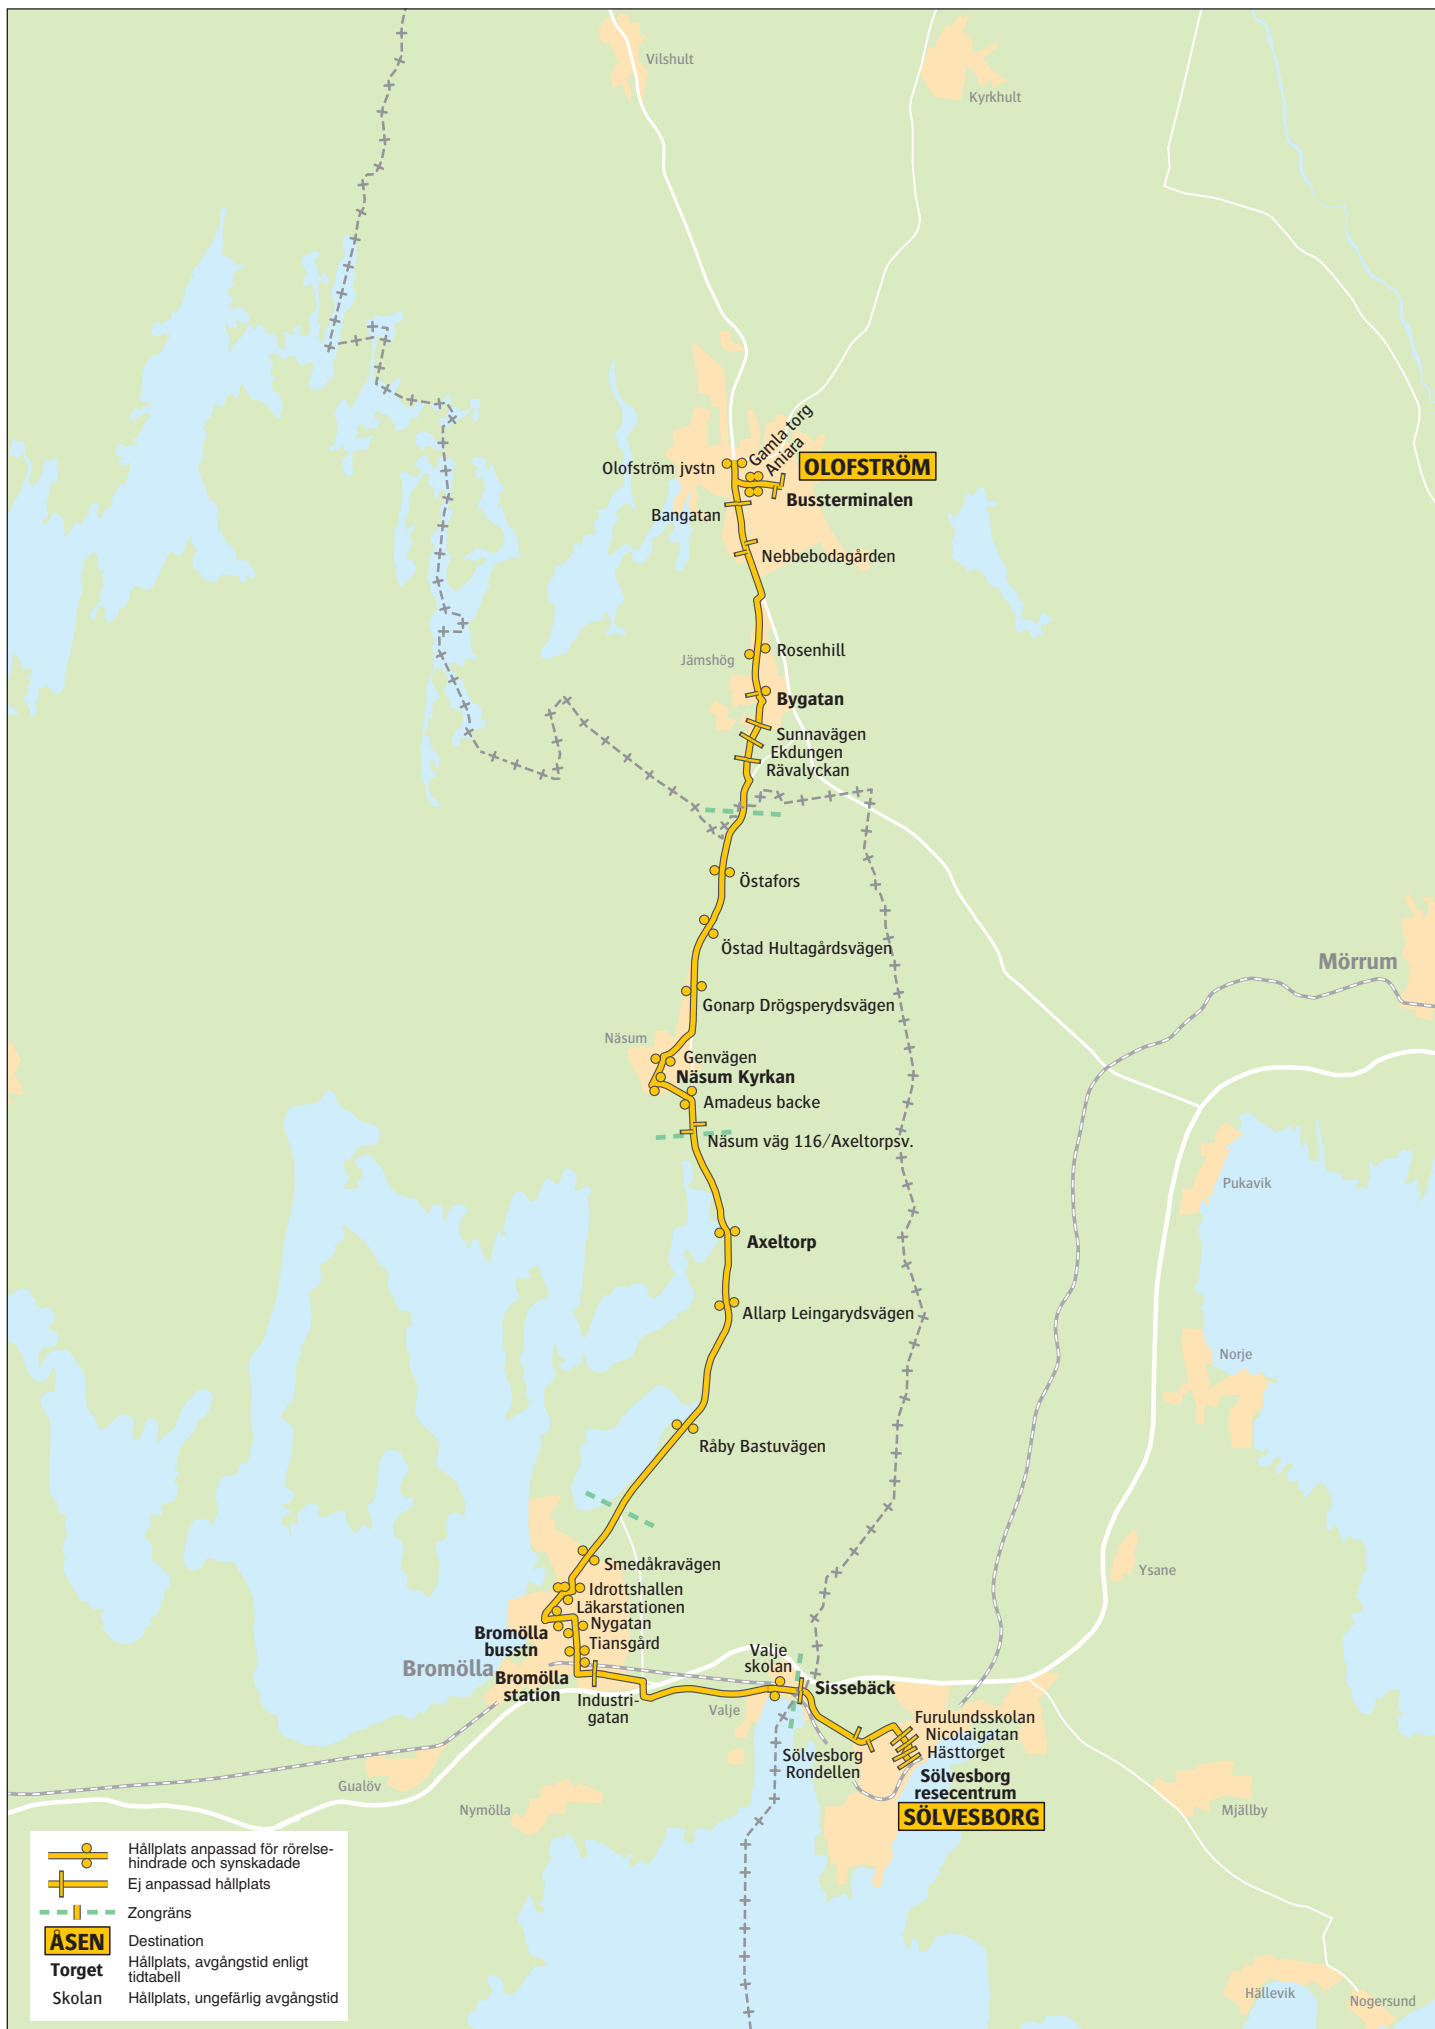 Vilshult
Kyrkhult
Gamla torg
Aniara
Olofström jvstn
OLOFSTRÖM
Bussterminalen
Bangatan
Nebbebodagården
Rosenhill
Jämshög
Bygatan
Sunnavägen
Ekdungen
Rävalyckan
Östafors
Östad Hultagårdsvägen
Mörrum
Gonarp Drögsperydsvägen
Näsum
Genvägen
Näsum Kyrkan
Amadeus backe
Näsum väg 116/Axeltorpsv.
Pukavik
Axeltorp
Allarp Leingarydsvägen
Norje
Råby Bastuvägen
Smedåkravägen
Ysane
Idrottshallen
Läkarstationen
Nygatan
Bromölla
busstn
Tiansgård
Bromölla
Bromölla
station
Valje
skolan
Sissebäck
Industri-
gatan
Valje
Furulundsskolan
Nicolaigatan
Hästtorget
Sölvesborg
Rondellen
Sölvesborg
resecentrum
SÖLVESBORG
Gualöv
Nymölla
Mjällby
Hällevik
Nogersund
Hållplats anpassad för rörelse-
hindrade och synskadade
Ej anpassad hållplats
Zongräns
ÅSEN
Destination
Torget
Hållplats, avgångstid enligt
tidtabell
Skolan
Hållplats, ungefärlig avgångstid